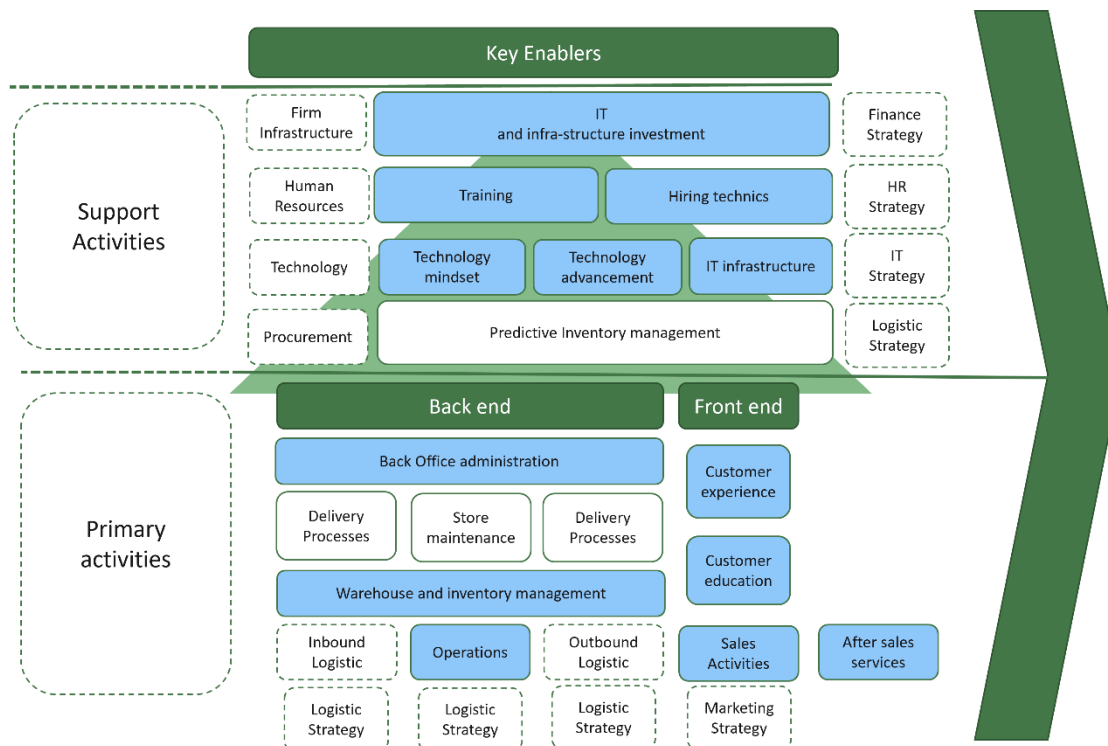 Key Enablers
Support
Activities
Firm
Infrastructure
IT
and infra-structure investment
Finance
Strategy
Human
Resources
Training
Hiring technics
HR
Strategy
Technology
Technology
mindset
Technology
advancement
IT infrastructure
IT
Strategy
Procurement
Predictive Inventory management
Logistic
Strategy
Primary
activities
Back end
Front end
Back Office administration
Customer
experience
Delivery
Processes
Store
maintenance
Delivery
Processes
Customer
education
Warehouse and inventory management
Inbound
Logistic
Operations
Outbound
Logistic
Sales
Activities
After sales
services
Logistic
Strategy
Logistic
Strategy
Logistic
Strategy
Marketing
Strategy